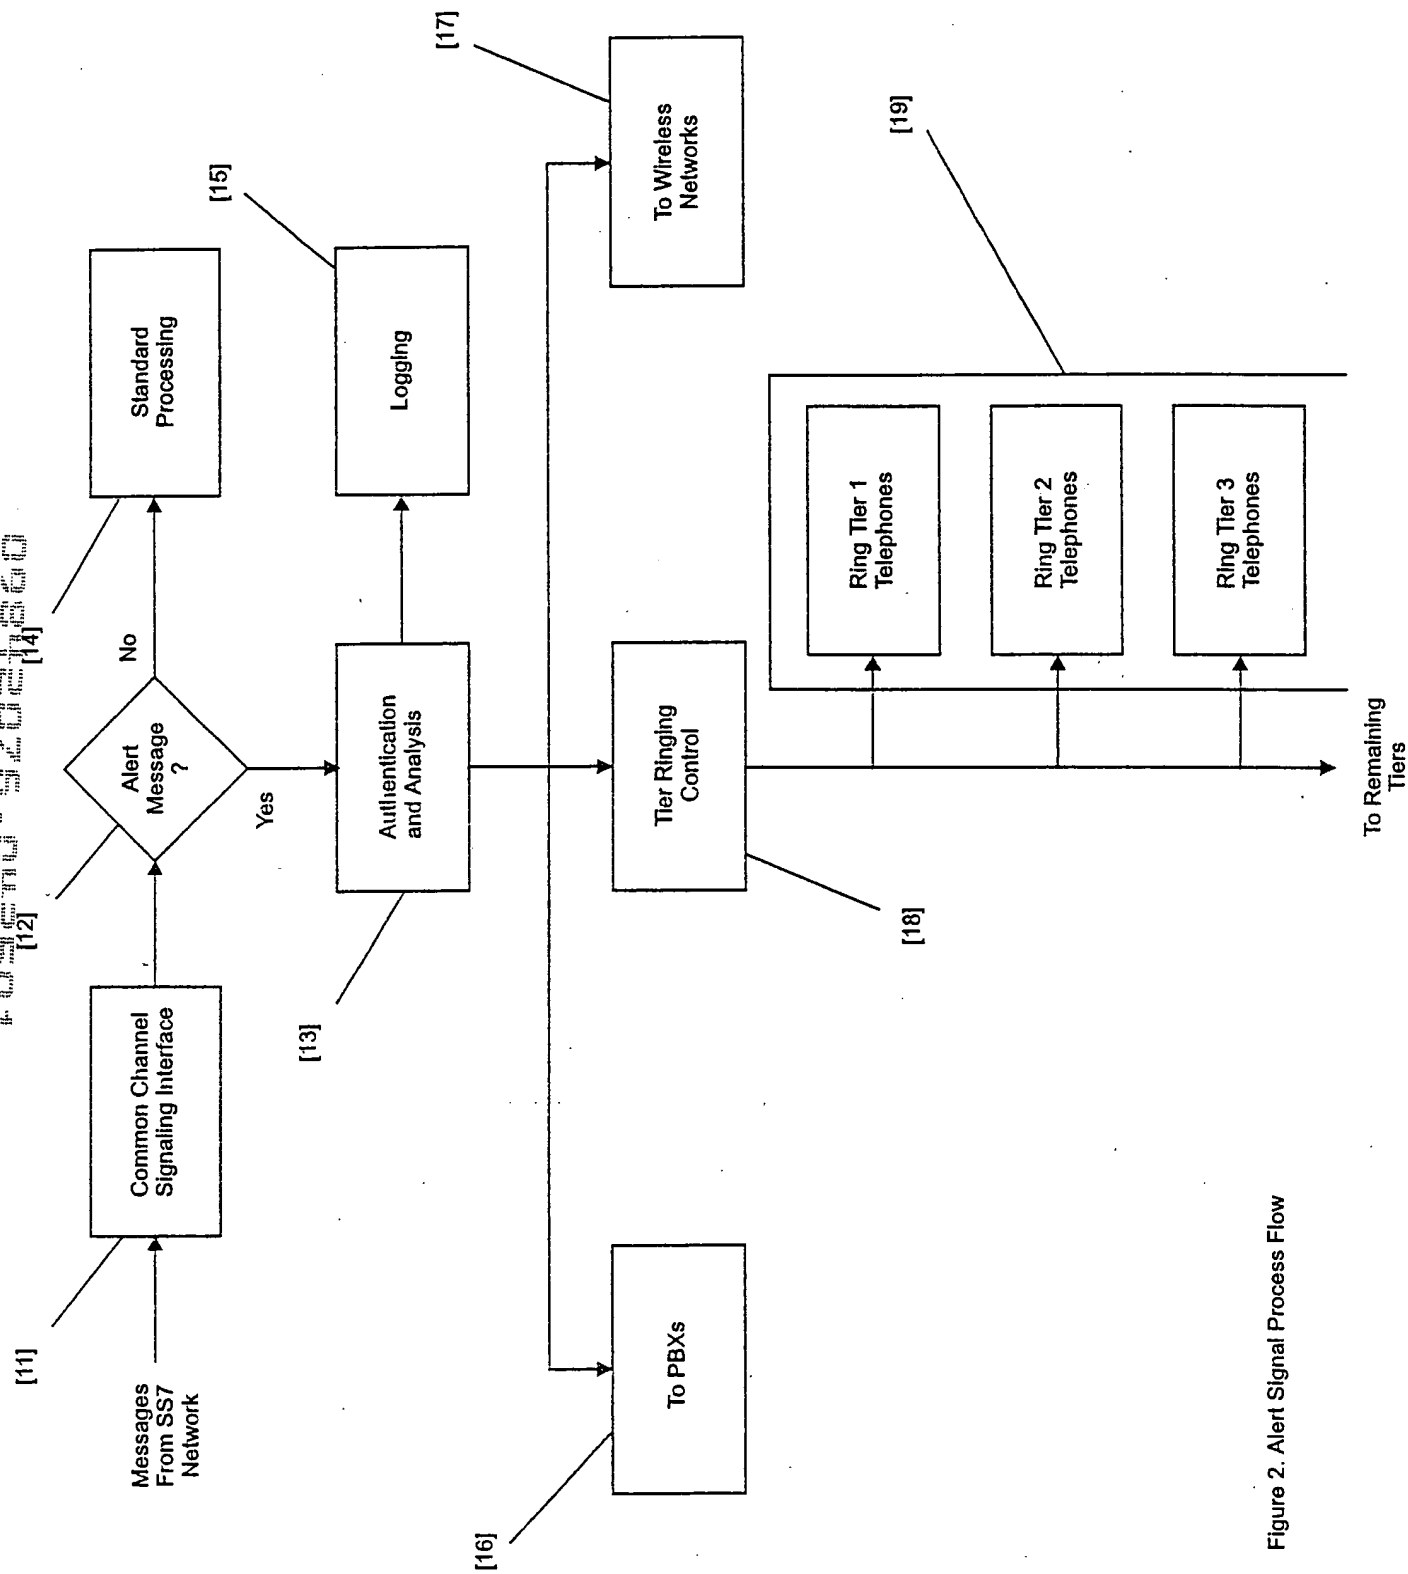 [11]
Messages
From SS7
Network
Common Channel
Signaling Interface
[12]
Alert
Message
?
No
[14]
Standard
Processing
Yes
[13]
Authentication
and Analysis
[15]
Logging
[16]
To PBXs
Tier Ringing
Control
[18]
[17]
To Wireless
Networks
[19]
Ring Tier 1
Telephones
Ring Tier 2
Telephones
Ring Tier 3
Telephones
To Remaining
Tiers
Figure 2. Alert Signal Process Flow